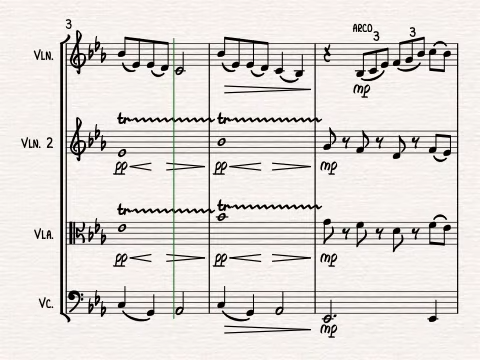 3
ARCO
3 3
VLN.
mp
tr tr
VLN. 2
pp pp mp
tr tr
VLA.
pp pp mp
VC.
mp